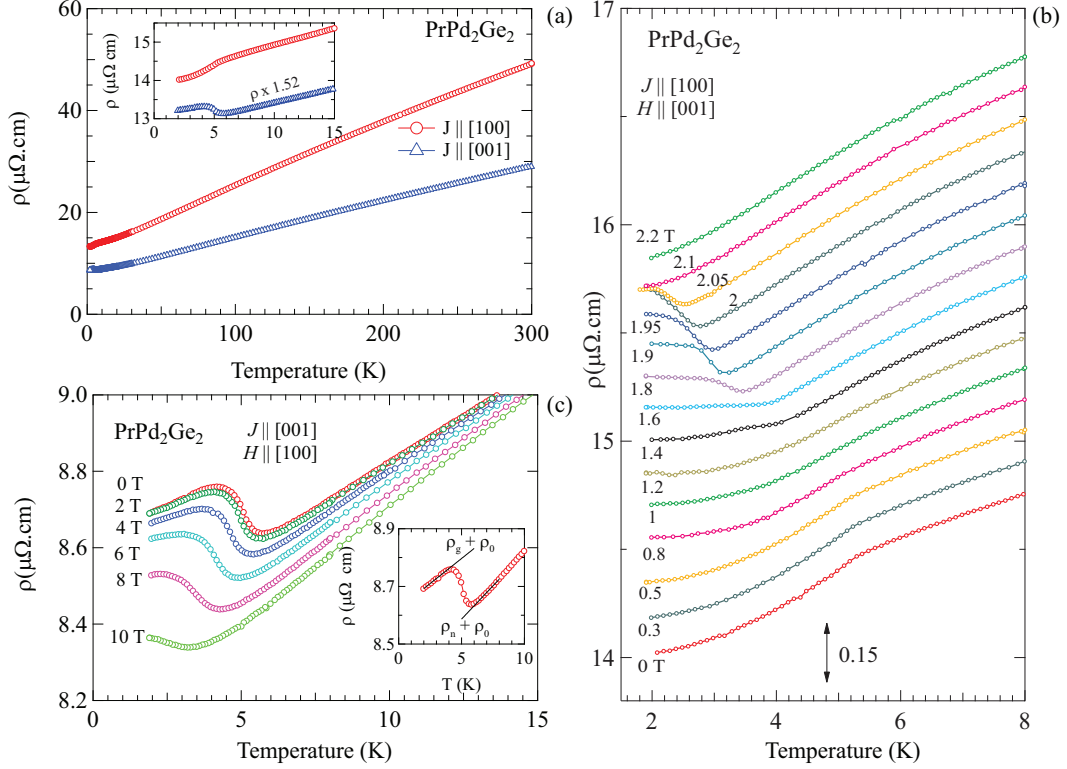 (a)
PrPd2Ge2
ρ(μΩ.cm)
60
40
20
0
0
100
200
300
Temperature (K)
J || [100]
J || [001]
ρ (μΩ cm)
15
14
13
0
5
10
15
ρ x 1.52
(b)
PrPd2Ge2
J || [100]
H || [001]
ρ(μΩ.cm)
17
16
15
14
2
4
6
8
Temperature (K)
2.2 T
2.1
2.05
2
1.95
1.9
1.8
1.6
1.4
1.2
1
0.8
0.5
0.3
0 T
0.15
(c)
PrPd2Ge2
J || [001]
H || [100]
ρ(μΩ.cm)
9.0
8.8
8.6
8.4
8.2
0
5
10
15
Temperature (K)
0 T
2 T
4 T
6 T
8 T
10 T
ρ (μΩ cm)
8.9
8.7
8.5
0
5
10
T (K)
ρg + ρ0
ρn + ρ0